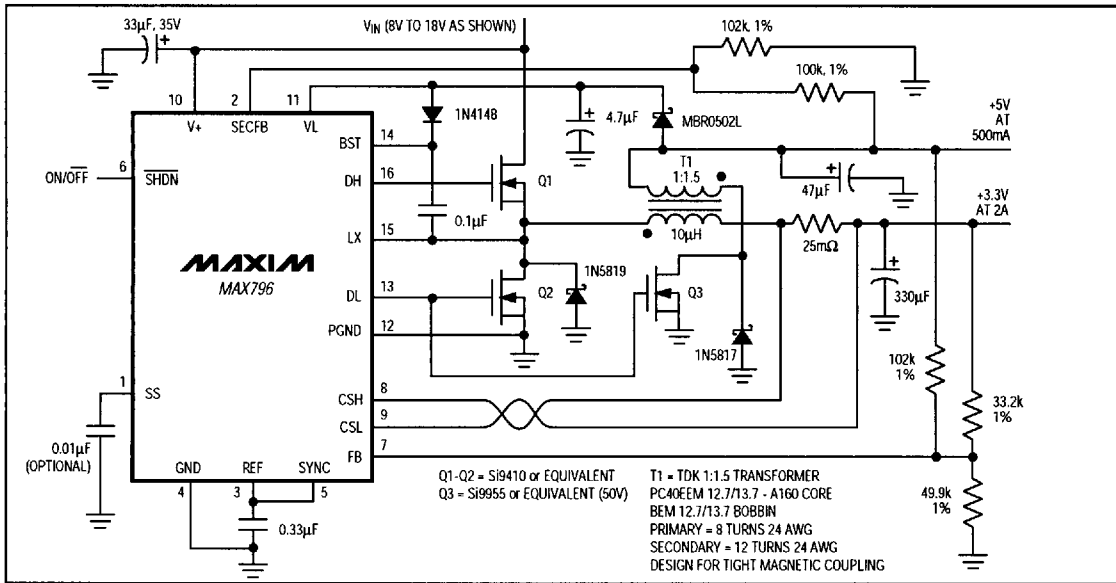 33μF, 35V
VIN (8V TO 18V AS SHOWN)
102k, 1%
100k, 1%
+5V
AT
500mA
10
2
11
V+
SECFB
VL
1N4148
4.7μF
MBR0502L
BST
14
6
ON/OFF
SHDN
DH
16
Q1
T1
1:1.5
47μF
+3.3V
AT 2A
0.1μF
LX
15
10μH
25mΩ
MAXIM
MAX796
1N5819
DL
13
Q2
Q3
330μF
PGND
12
1N5817
102k
1%
1
SS
CSH
8
CSL
9
33.2k
1%
0.01μF
(OPTIONAL)
FB
7
GND
REF
SYNC
4
3
5
0.33μF
49.9k
1%
Q1-Q2 = Si9410 or EQUIVALENT
Q3 = Si9955 or EQUIVALENT (50V)
T1 = TDK 1:1.5 TRANSFORMER
PC40EEM 12.7/13.7 - A160 CORE
BEM 12.7/13.7 BOBBIN
PRIMARY = 8 TURNS 24 AWG
SECONDARY = 12 TURNS 24 AWG
DESIGN FOR TIGHT MAGNETIC COUPLING